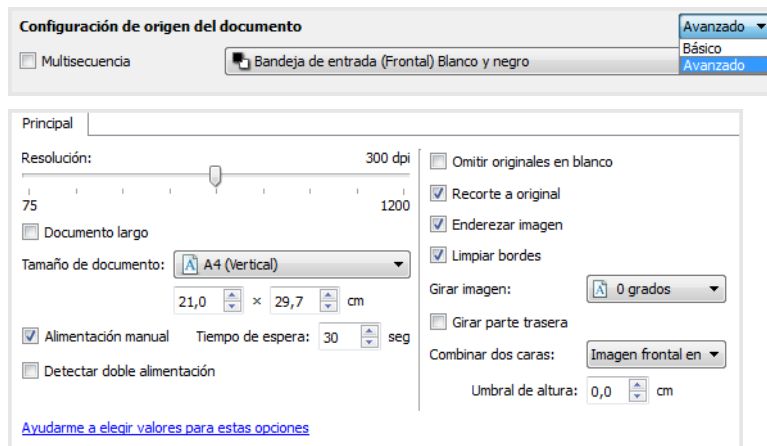 Configuración de origen del documento
Avanzado
Multisecuencia
Bandeja de entrada (Frontal) Blanco y negro
Básico
Avanzado
Principal
Resolución: 300 dpi
75 1200
Documento largo
Tamaño de documento: A4 (Vertical)
21,0 × 29,7 cm
Alimentación manual Tiempo de espera: 30 seg
Detectar doble alimentación
Omitir originales en blanco
Recorte a original
Enderezar imagen
Limpiar bordes
Girar imagen: 0 grados
Girar parte trasera
Combinar dos caras: Imagen frontal en
Umbral de altura: 0,0 cm
Ayudarme a elegir valores para estas opciones